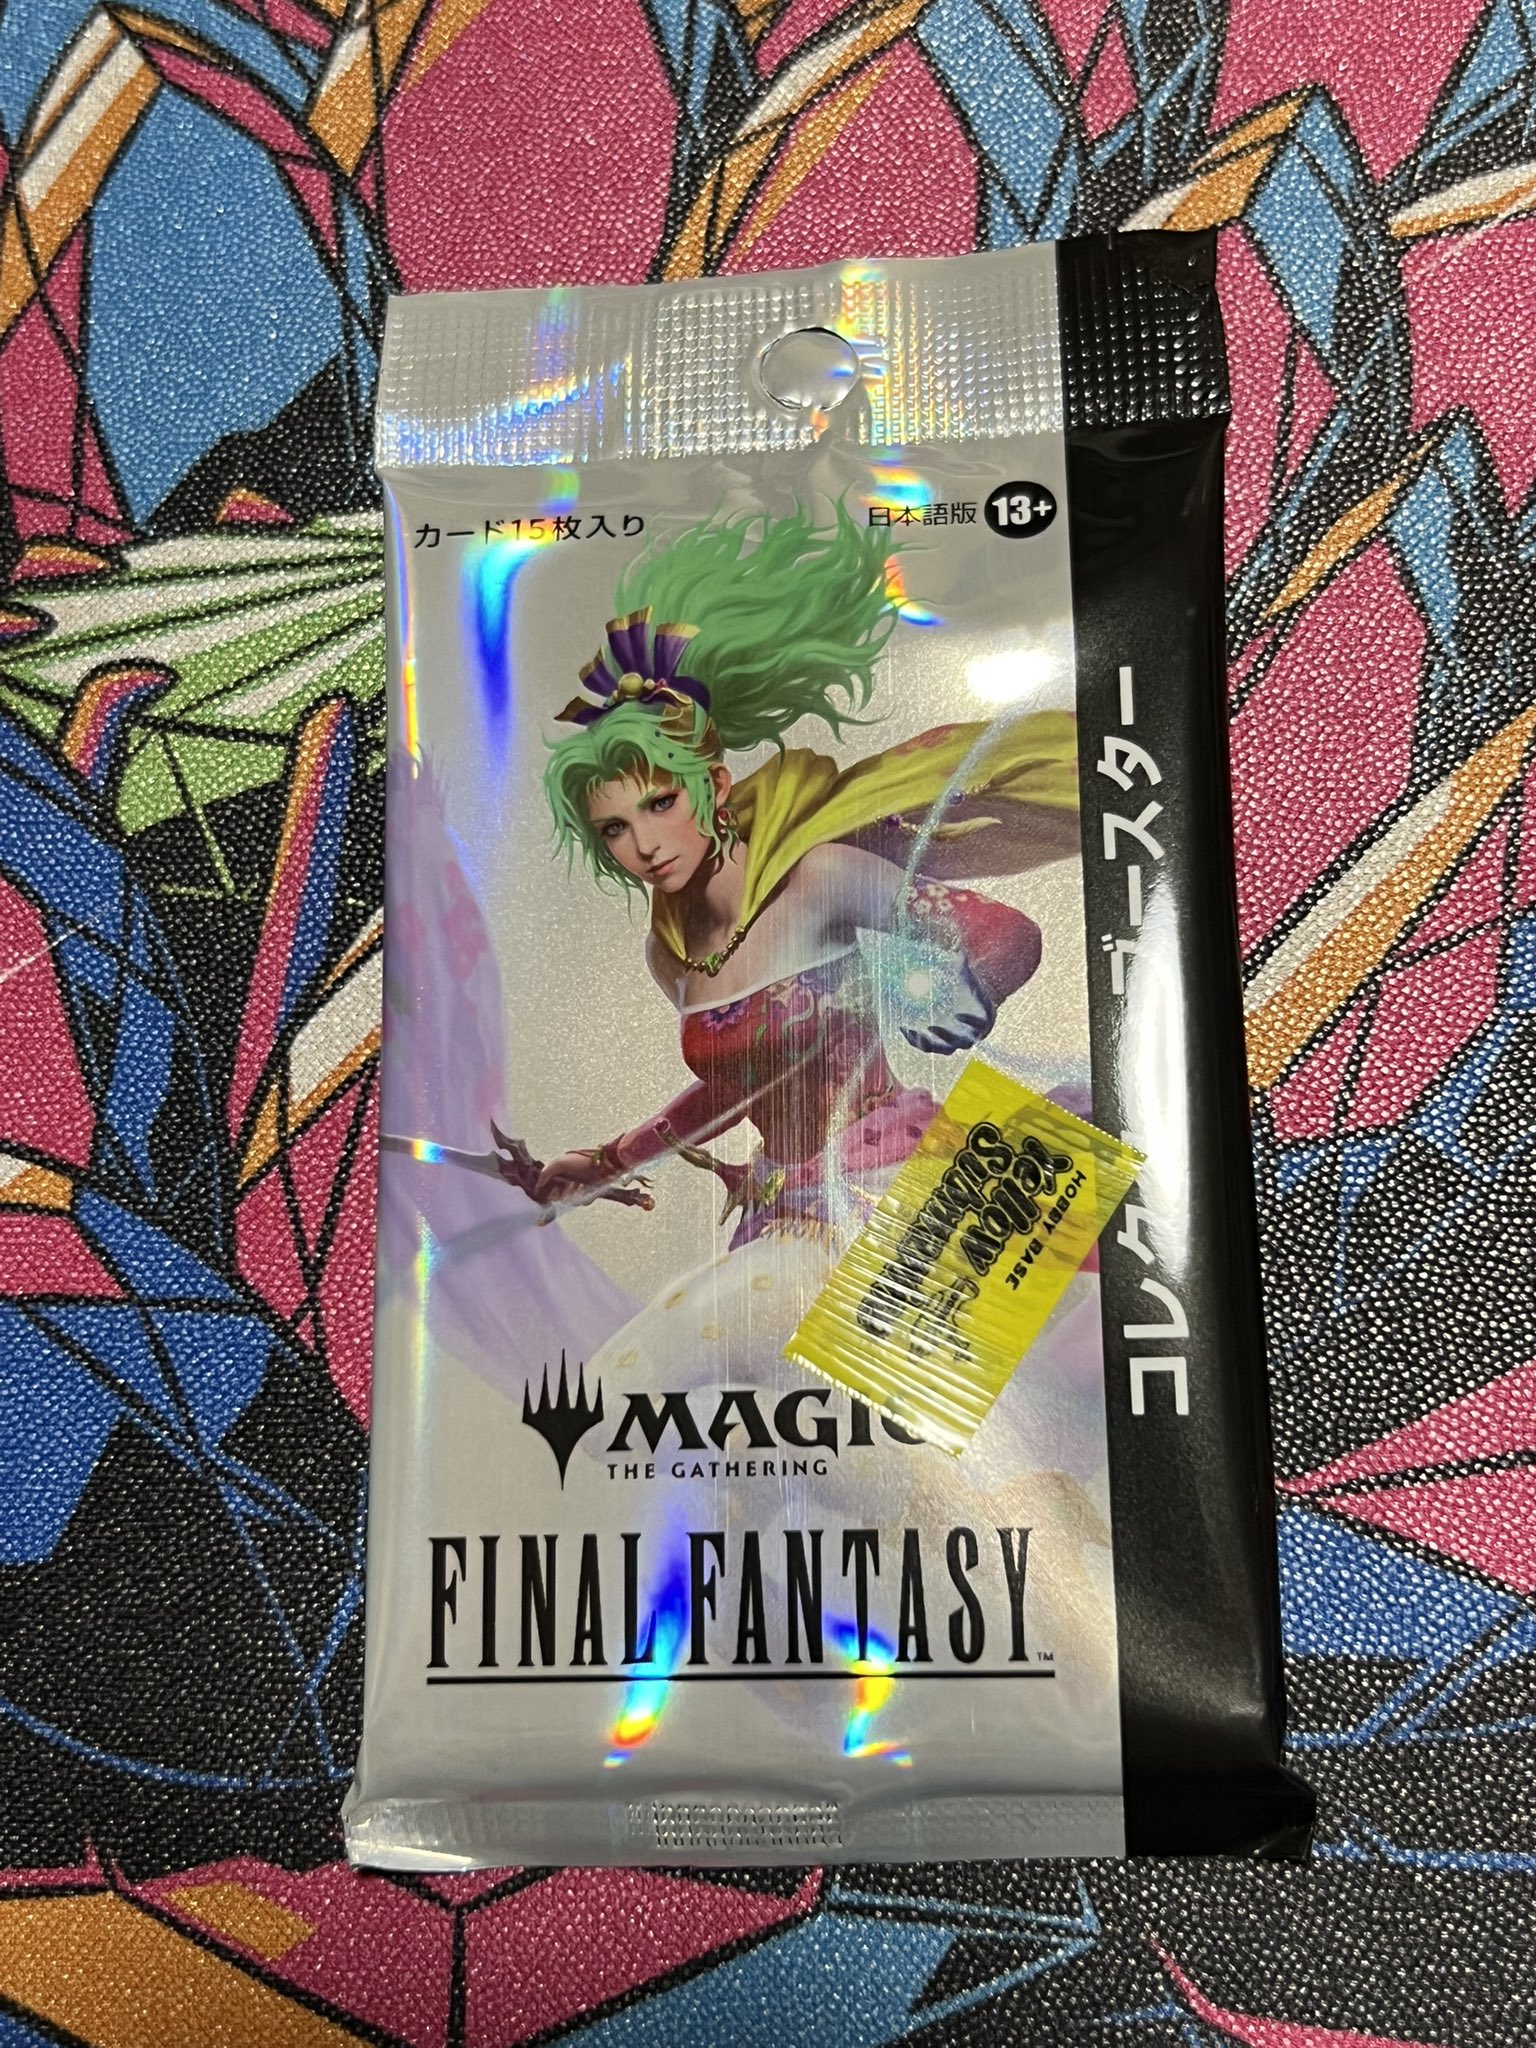 カード15枚入り
日本語版 13+
コレクター・ブースター
HOBBY BASE
Yellow
Submarine
MAGIC
THE GATHERING
FINAL FANTASY™